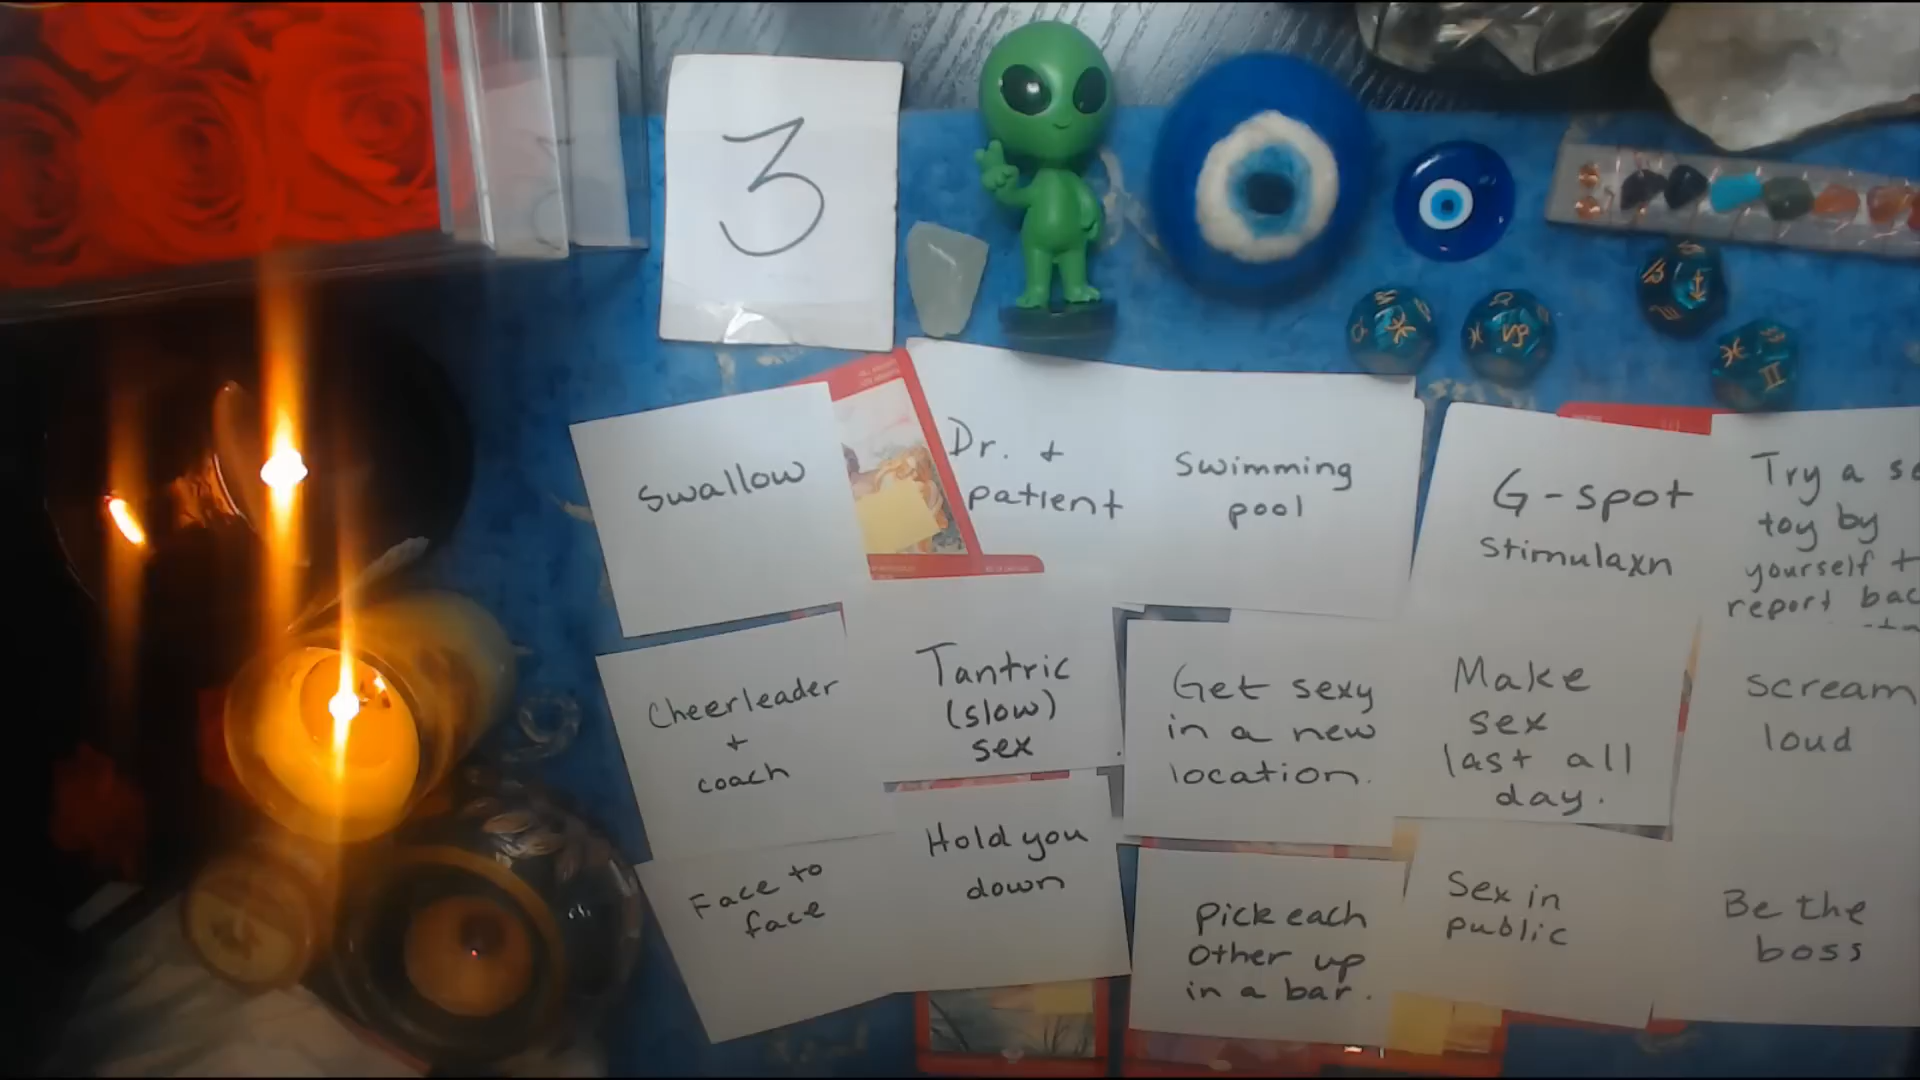 3
Swallow
Dr. +
patient
Swimming
pool
G-spot
Stimulaxn
Try a
toy by
yourself +
report
Cheerleader
+
coach
Tantric
(slow)
sex
Get sexy
in a new
location.
Make
sex
last all
day.
scream
loud
Face to
face
Hold you
down
Pick each
other up
in a bar.
Sex in
public
Be the
boss